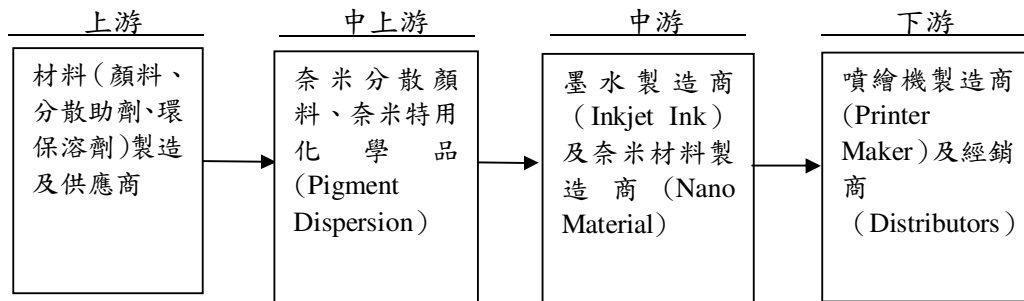 上游
材料(顏料、
分散助劑、環
保溶劑)製造
及供應商
中上游
奈米分散顏
料、奈米特用
化學品
(Pigment
Dispersion)
中游
墨水製造商
(Inkjet Ink)
及奈米材料製
造商(Nano
Material)
下游
噴繪機製造商
(Printer
Maker)及經銷
商
(Distributors)